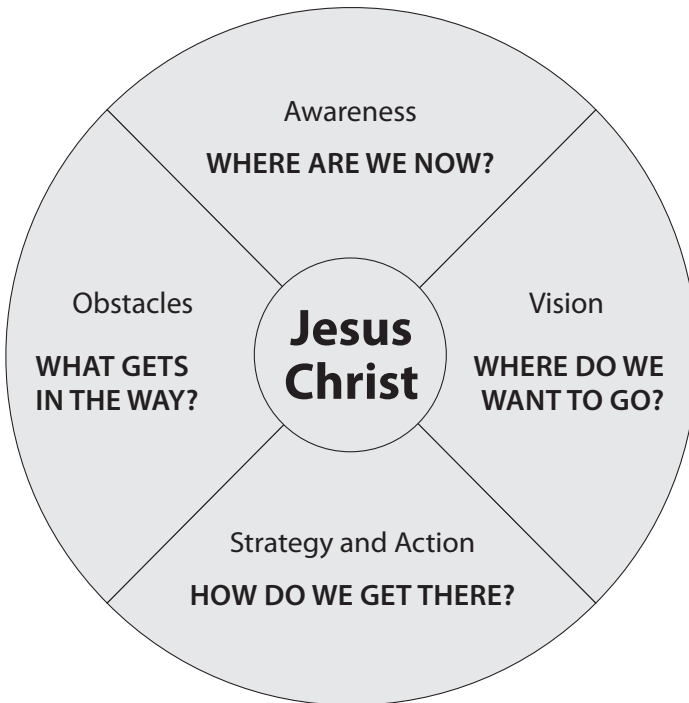 Awareness
WHERE ARE WE NOW?
Obstacles
WHAT GETS
IN THE WAY?
Jesus
Christ
Vision
WHERE DO WE
WANT TO GO?
Strategy and Action
HOW DO WE GET THERE?